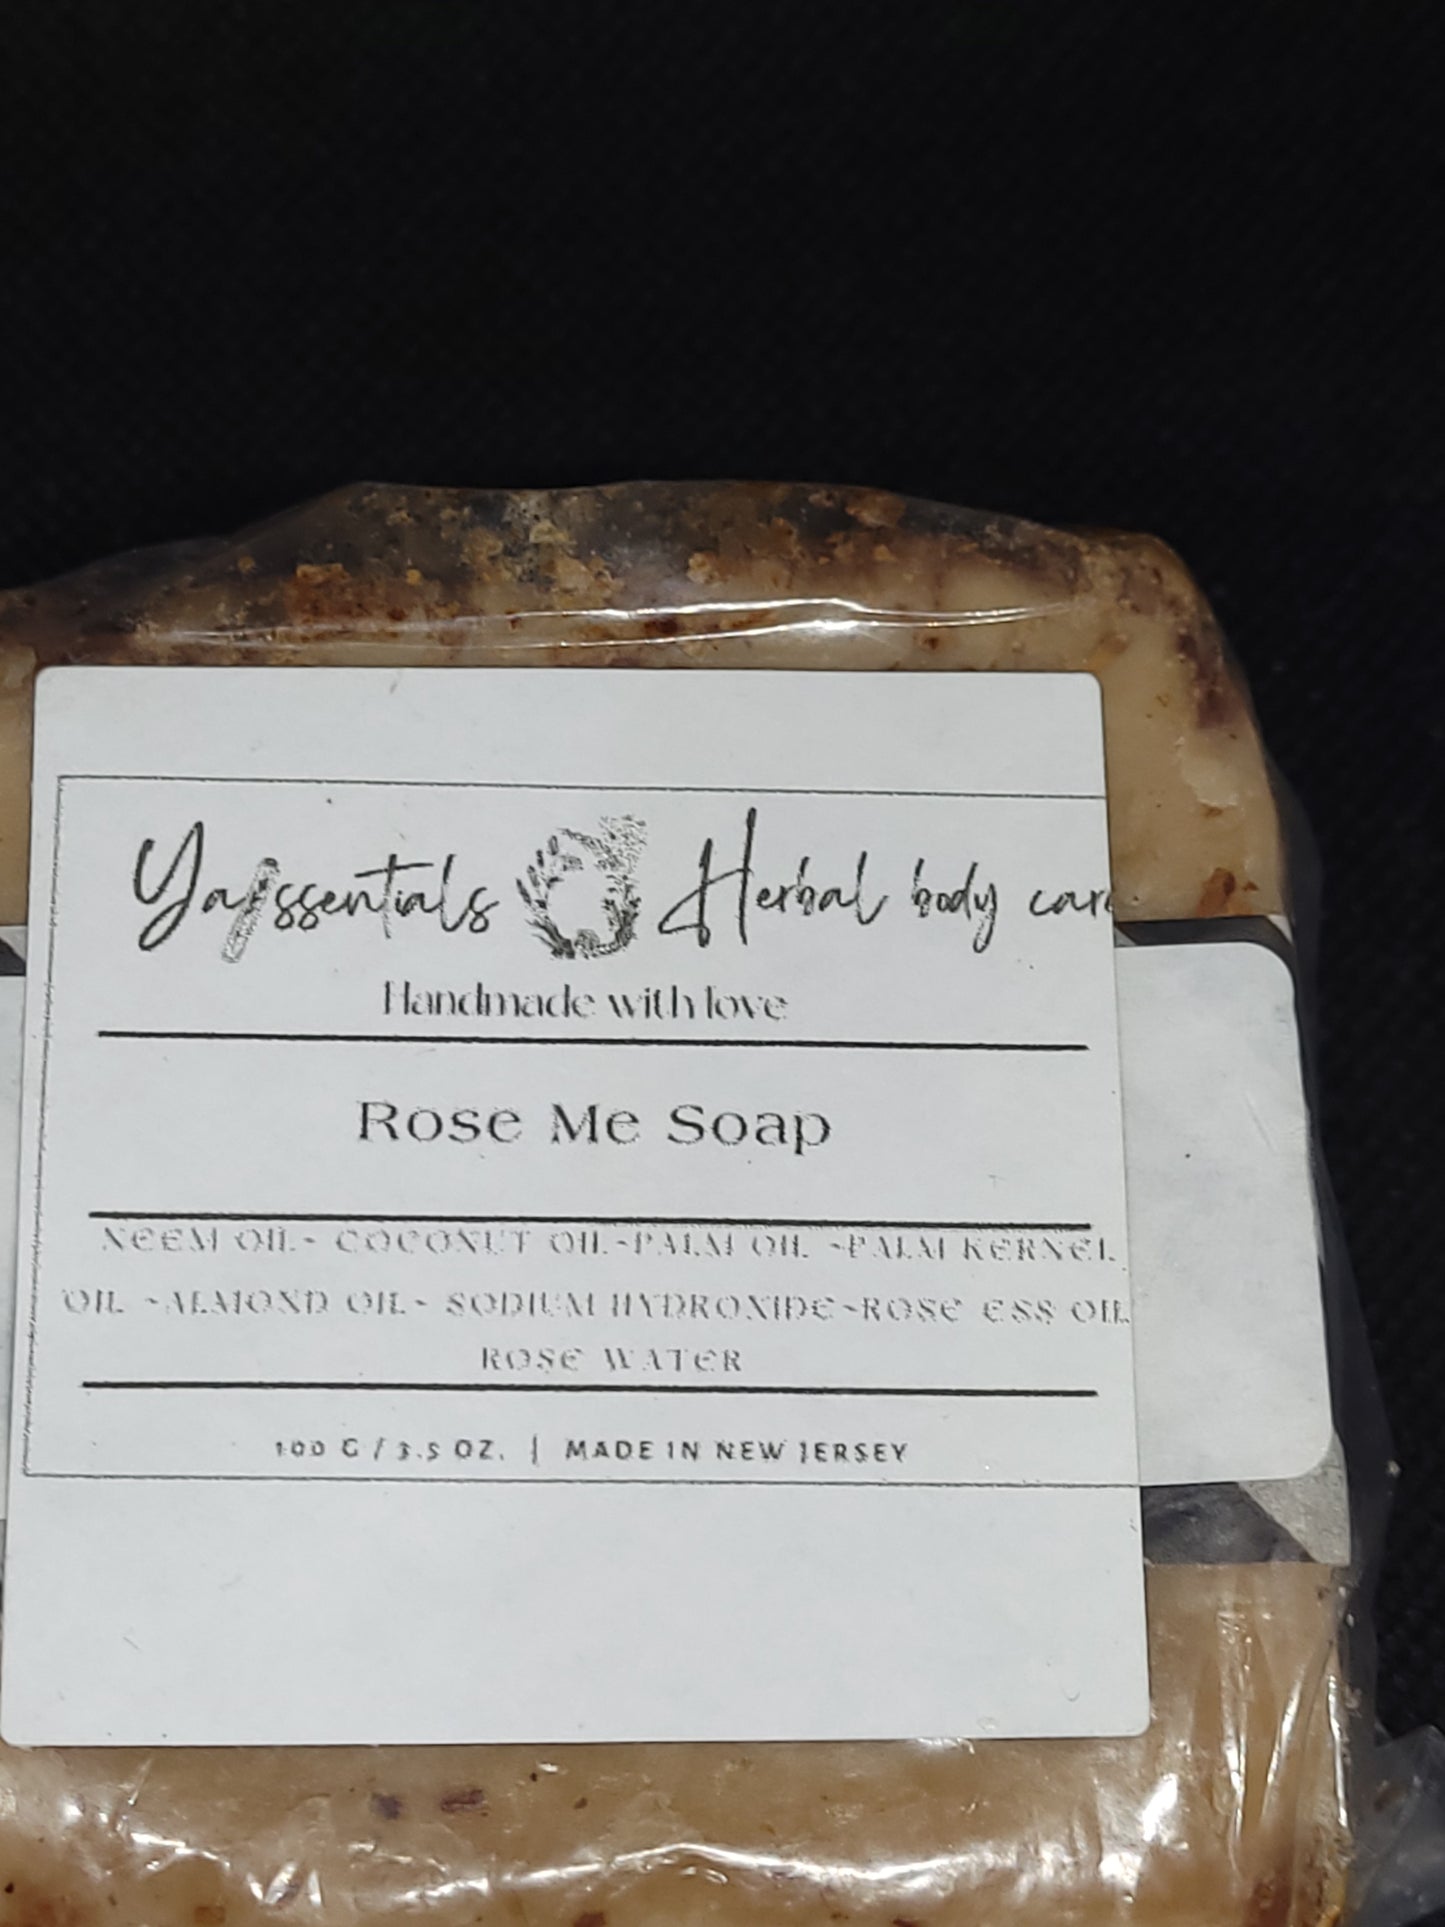 Yahssentials Herbal body care
Handmade with love
Rose Me Soap
NEEM OIL- COCONUT OIL-PALM OIL -PALM KERNEL
OIL -ALMOND OIL- SODIUM HYDROXIDE-ROSE ESS OIL
ROSE WATER
100 G / 3.5 OZ. | MADE IN NEW JERSEY